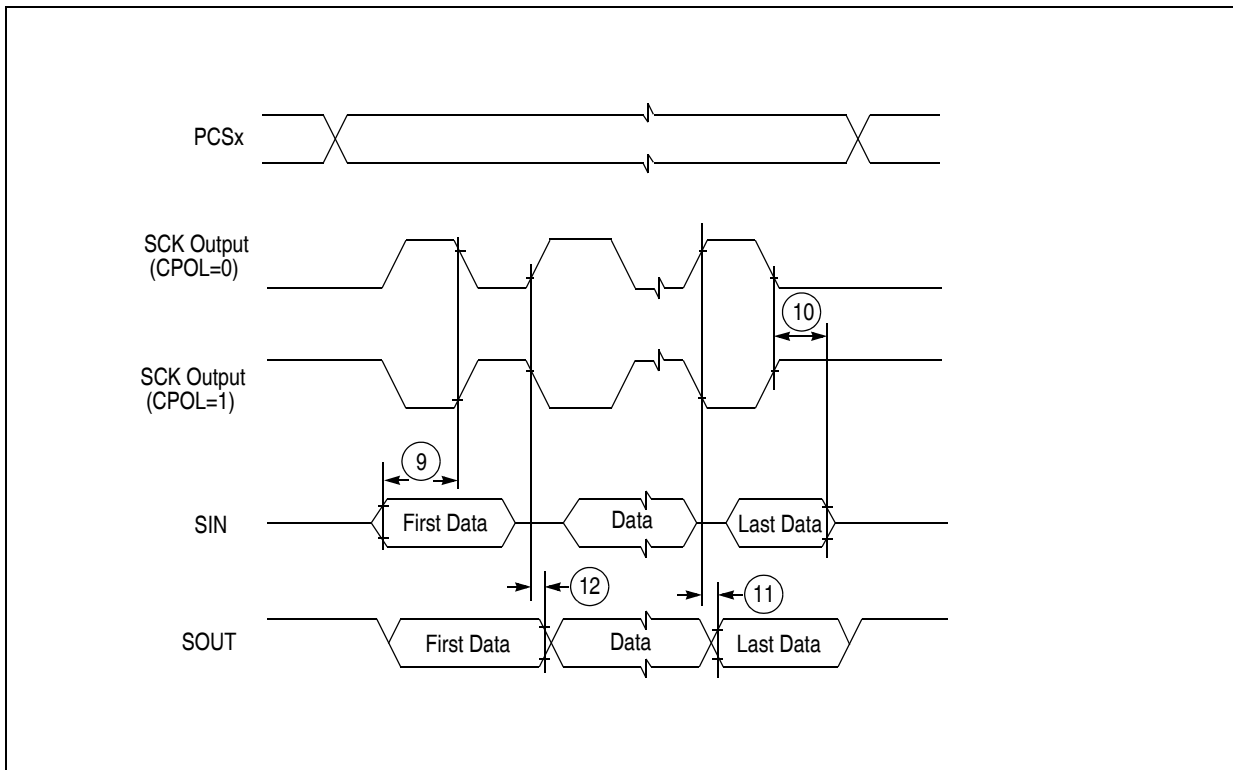 PCSx
SCK Output
(CPOL=0)
10
SCK Output
(CPOL=1)
9
SIN
First Data
Data
Last Data
12
11
SOUT
First Data
Data
Last Data